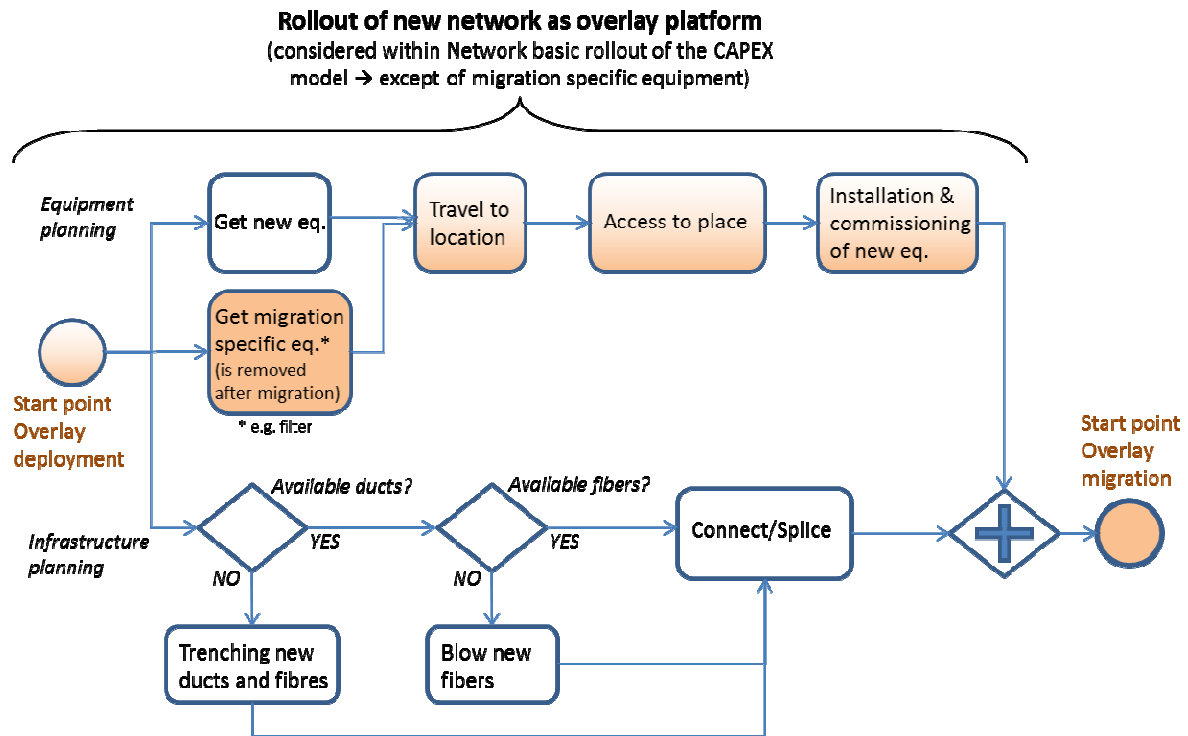 Rollout of new network as overlay platform
(considered within Network basic rollout of the CAPEX
model → except of migration specific equipment)
Equipment
planning
Get new eq.
Travel to
location
Access to place
Installation &
commissioning
of new eq.
Get migration
specific eq.*
(is removed
after migration)
* e.g. filter
Start point
Overlay
deployment
Start point
Overlay
migration
Infrastructure
planning
Available ducts?
YES
NO
Available fibers?
YES
NO
Connect/Splice
Trenching new
ducts and fibres
Blow new
fibers